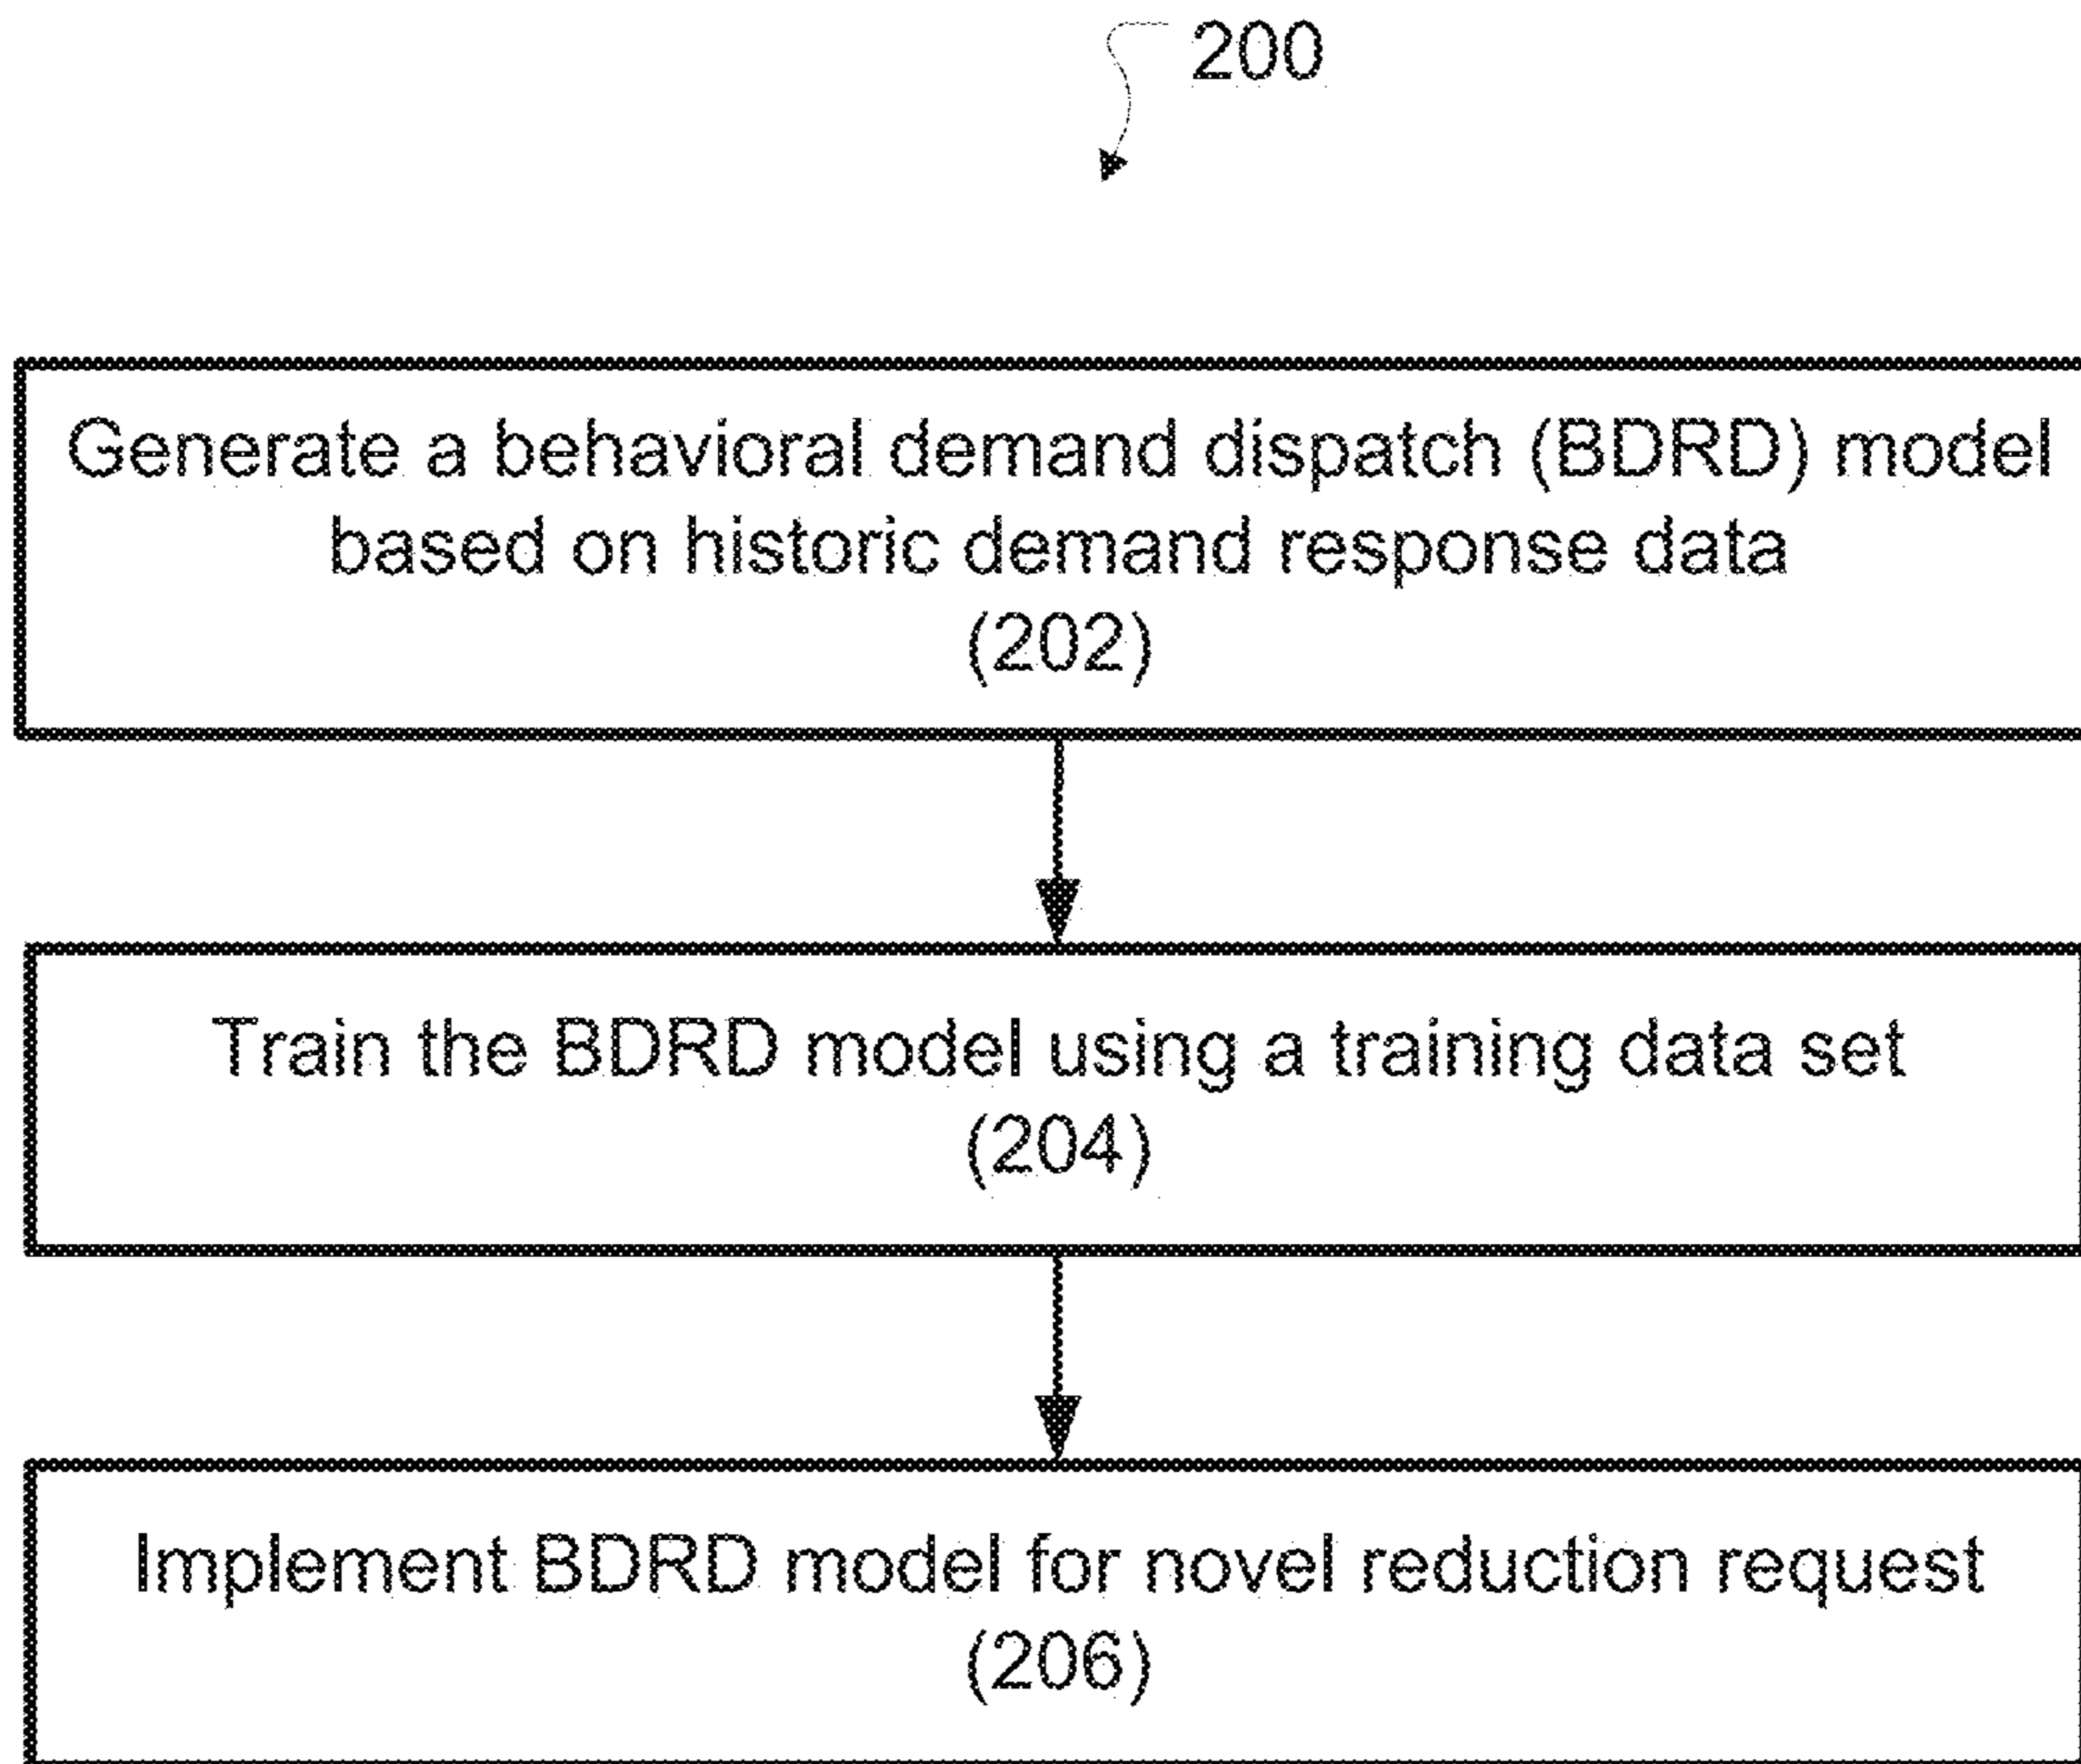 200
Generate a behavioral demand dispatch (BDRD) model
based on historic demand response data
(202)
Train the BDRD model using a training data set
(204)
Implement BDRD model for novel reduction request
(206)